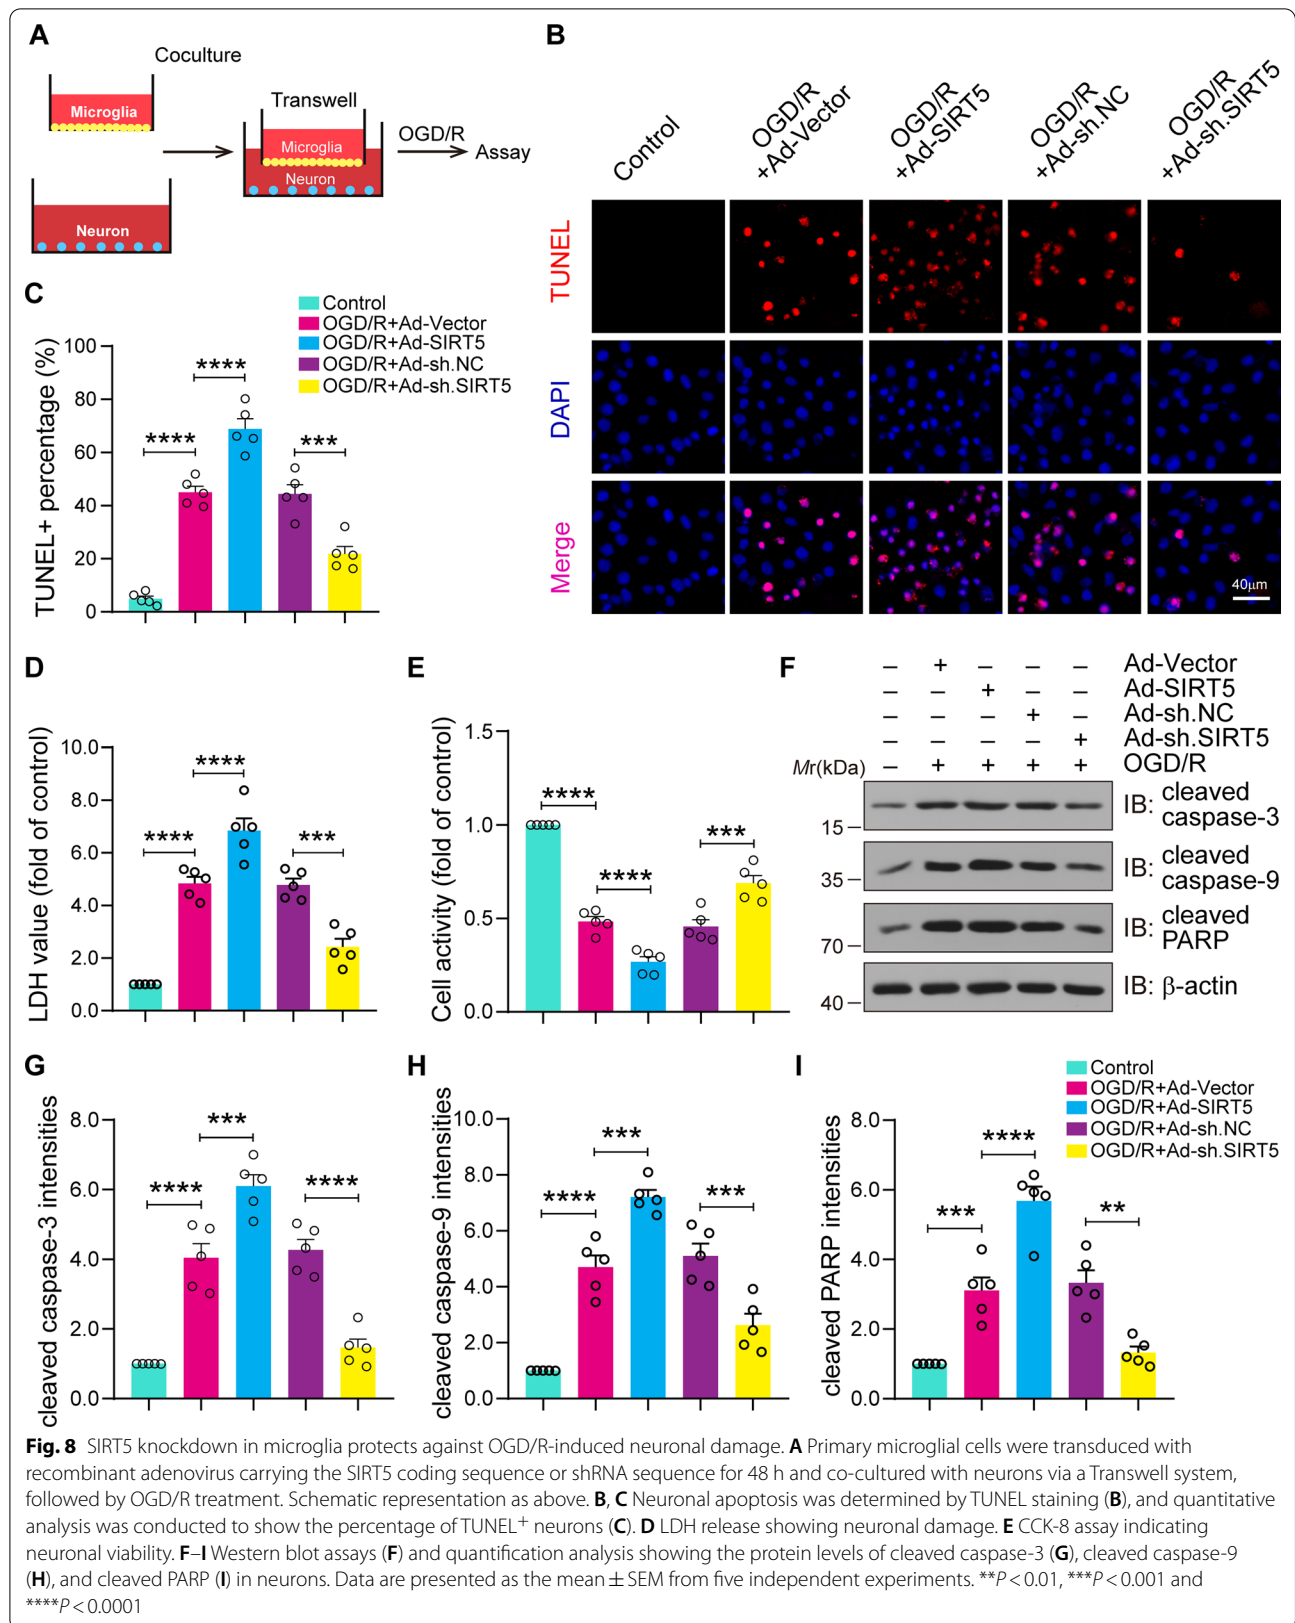 A
Coculture
Microglia
Neuron
Transwell
Microglia
Neuron
OGD/R
Assay
B
Control
OGD/R
+Ad-Vector
OGD/R
+Ad-SIRT5
OGD/R
+Ad-sh.NC
OGD/R
+Ad-sh.SIRT5
TUNEL
DAPI
Merge
40μm
C
Control
OGD/R+Ad-Vector
OGD/R+Ad-SIRT5
OGD/R+Ad-sh.NC
OGD/R+Ad-sh.SIRT5
TUNEL+ percentage (%)
100
80
60
40
20
0
****
****
***
D
LDH value (fold of control)
10.0
8.0
6.0
4.0
2.0
0.0
****
****
***
E
Cell activity (fold of control)
1.5
1.0
0.5
0.0
****
****
***
F
– + – – – Ad-Vector
– – + – – Ad-SIRT5
– – – + – Ad-sh.NC
– – – – + Ad-sh.SIRT5
Mr(kDa) – + + + + OGD/R
15
IB: cleaved
caspase-3
35
IB: cleaved
caspase-9
70
IB: cleaved
PARP
40
IB: β-actin
G
cleaved caspase-3 intensities
8.0
6.0
4.0
2.0
0.0
****
***
****
H
cleaved caspase-9 intensities
10.0
8.0
6.0
4.0
2.0
0.0
****
***
***
I
Control
OGD/R+Ad-Vector
OGD/R+Ad-SIRT5
OGD/R+Ad-sh.NC
OGD/R+Ad-sh.SIRT5
cleaved PARP intensities
8.0
6.0
4.0
2.0
0.0
***
****
**
Fig. 8 SIRT5 knockdown in microglia protects against OGD/R-induced neuronal damage. A Primary microglial cells were transduced with
recombinant adenovirus carrying the SIRT5 coding sequence or shRNA sequence for 48 h and co-cultured with neurons via a Transwell system,
followed by OGD/R treatment. Schematic representation as above. B, C Neuronal apoptosis was determined by TUNEL staining (B), and quantitative
analysis was conducted to show the percentage of TUNEL+ neurons (C). D LDH release showing neuronal damage. E CCK-8 assay indicating
neuronal viability. F–I Western blot assays (F) and quantification analysis showing the protein levels of cleaved caspase-3 (G), cleaved caspase-9
(H), and cleaved PARP (I) in neurons. Data are presented as the mean ± SEM from five independent experiments. **P < 0.01, ***P < 0.001 and
****P < 0.0001